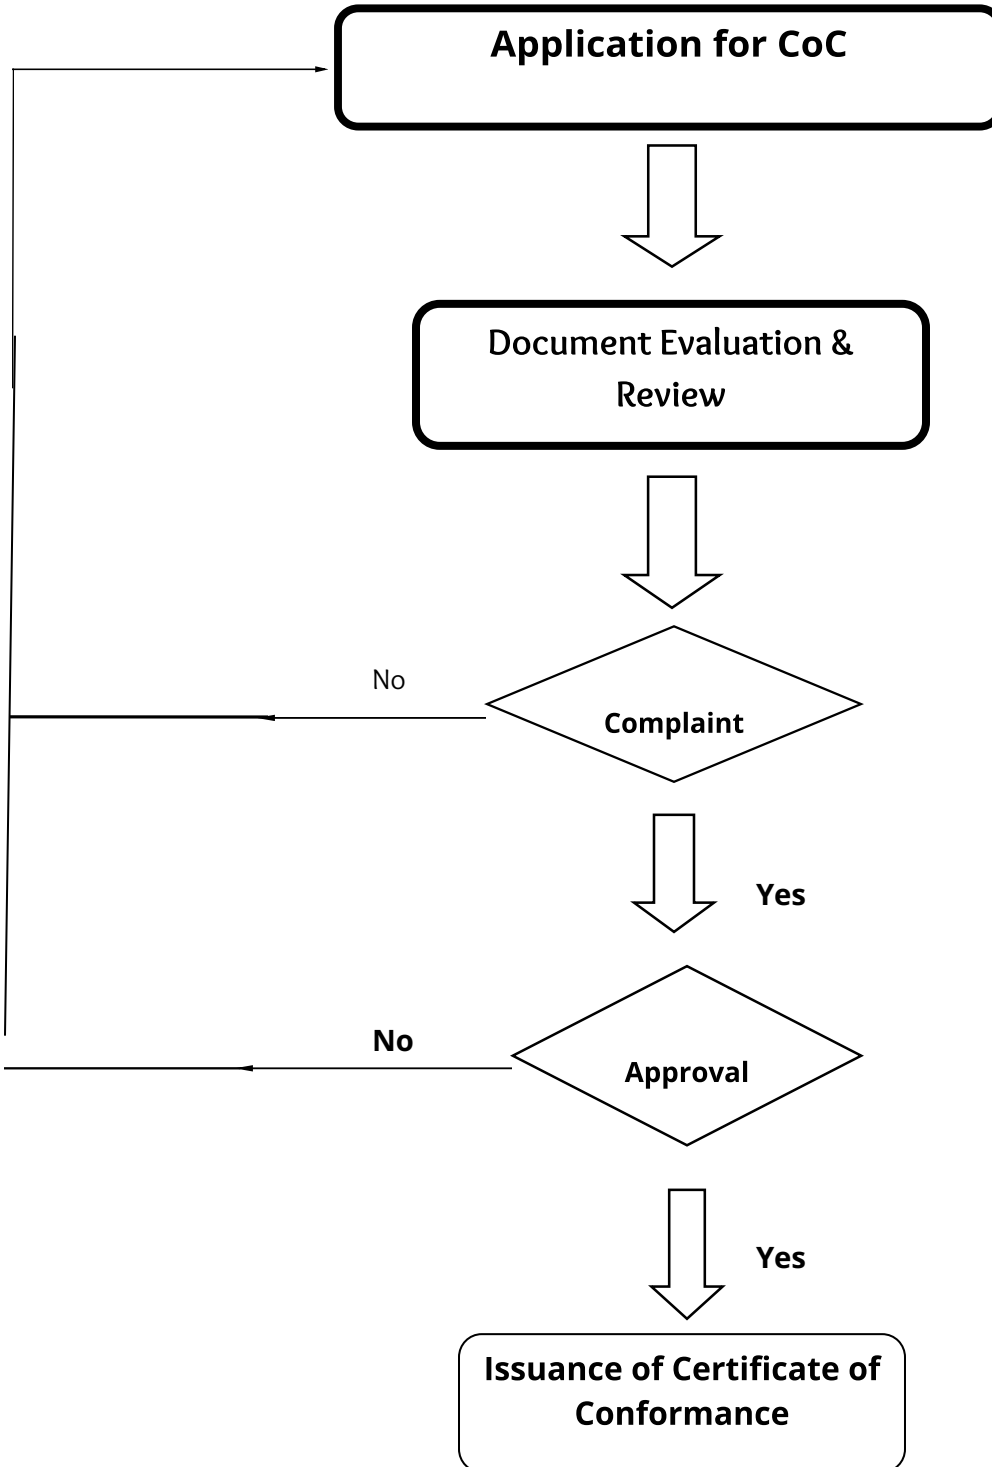 Application for CoC
Document Evaluation &
Review
No
Complaint
Yes
No
Approval
Yes
Issuance of Certificate of
Conformance